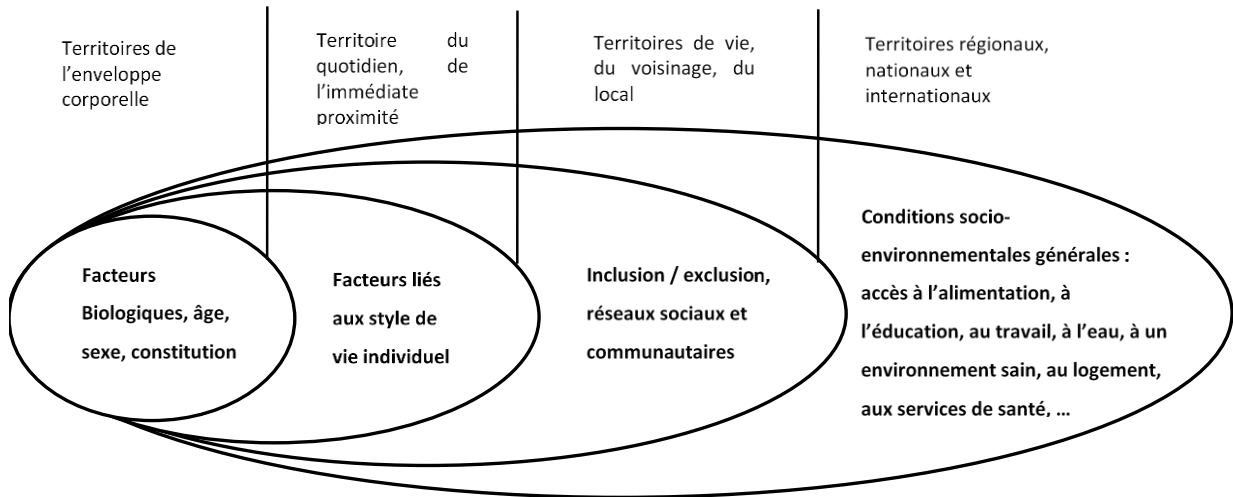 Territoires de
l’enveloppe
corporelle
Territoire du
quotidien, de
l’immédiate
proximité
Territoires de vie,
du voisinage, du
local
Territoires régionaux,
nationaux et
internationaux
Facteurs
Biologiques, âge,
sexe, constitution
Facteurs liés
aux style de
vie individuel
Inclusion / exclusion,
réseaux sociaux et
communautaires
Conditions socio-
environnementales générales :
accès à l’alimentation, à
l’éducation, au travail, à l’eau, à un
environnement sain, au logement,
aux services de santé, ...